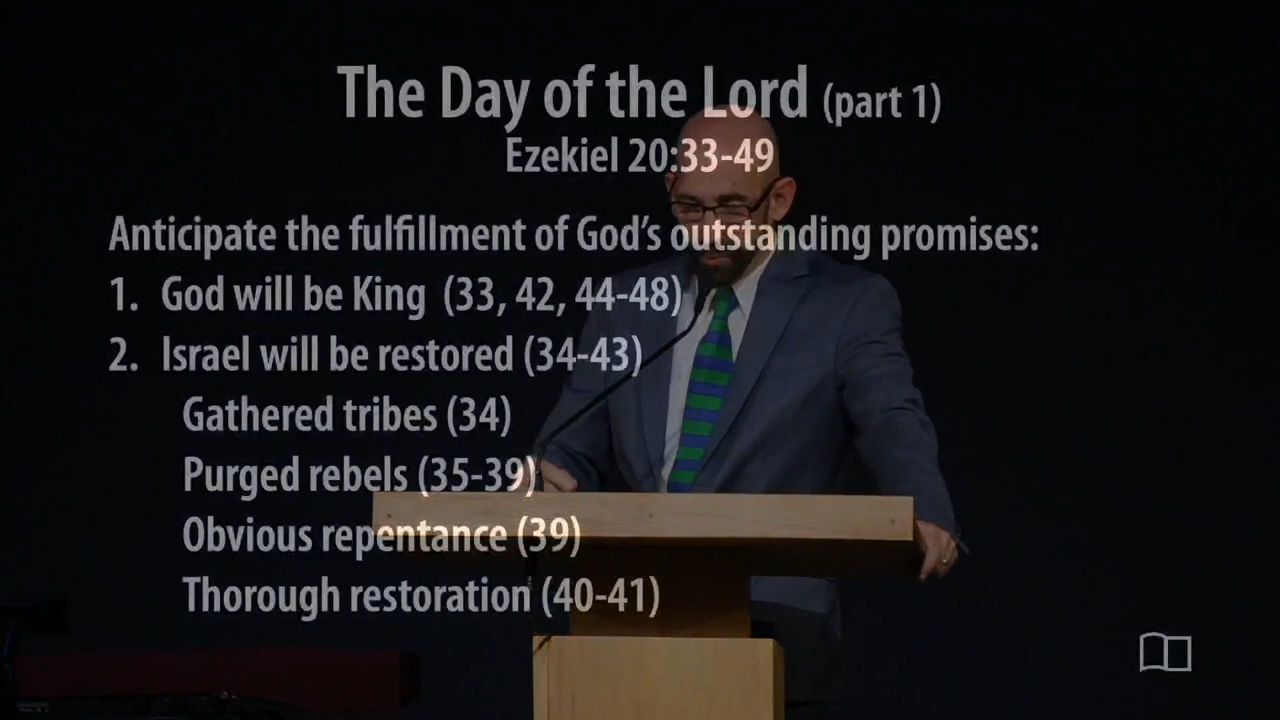 The Day of the Lord (part 1)
Ezekiel 20:33-49
Anticipate the fulfillment of God's outstanding promises:
1. God will be King (33, 42, 44-48)
2. Israel will be restored (34-43)
Gathered tribes (34)
Purged rebels (35-39)
Obvious repentance (39)
Thorough restoration (40-41)